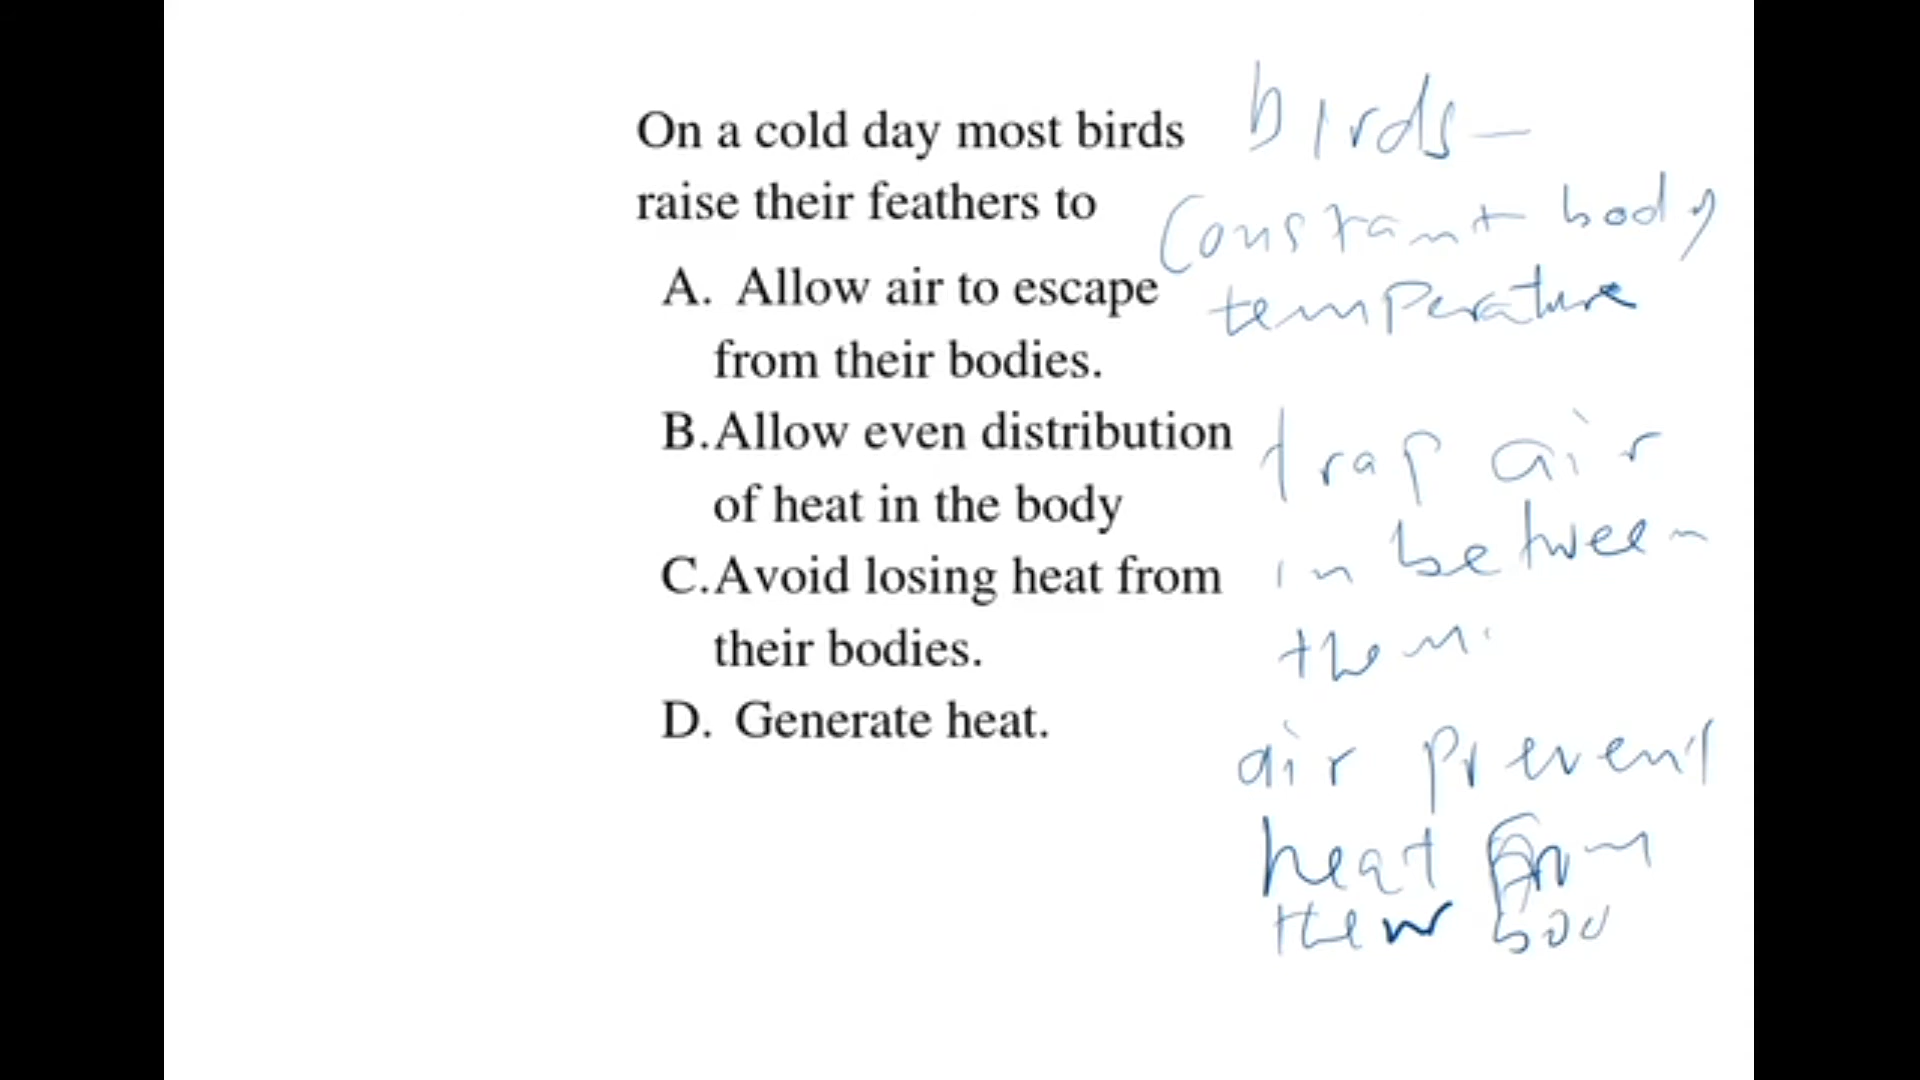 On a cold day most birds
raise their feathers to
A. Allow air to escape
from their bodies.
B.Allow even distribution
of heat in the body
C.Avoid losing heat from
their bodies.
D. Generate heat.
birds -
Constant body
temperature
trap air
in between
them.
air prevent
heat from